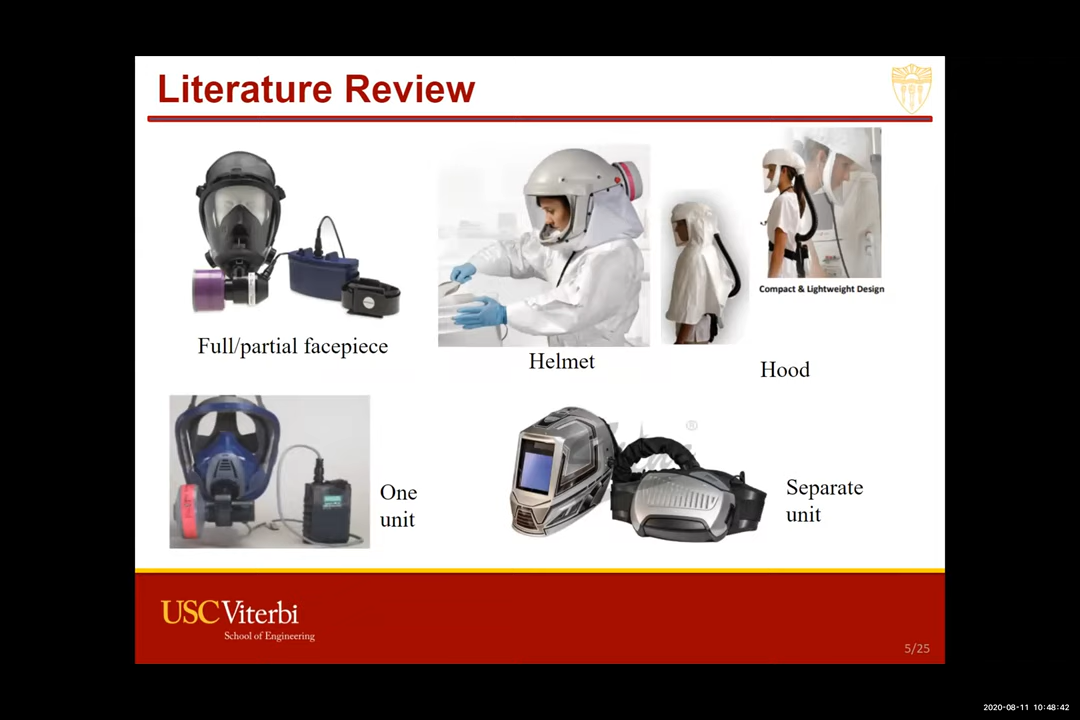 Literature Review
Compact & Lightweight Design
Full/partial facepiece
Helmet
Hood
One
unit
®
Separate
unit
USC Viterbi
School of Engineering
5/25
2020-08-11 10:48:42